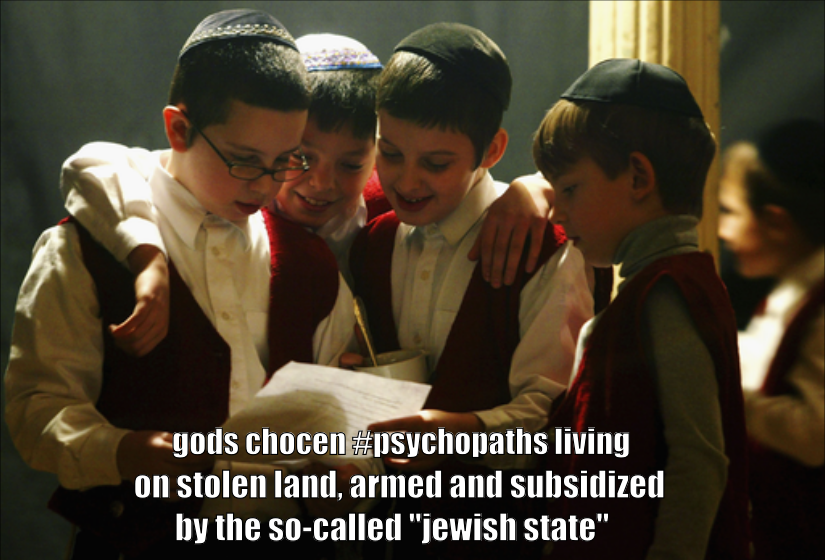 gods chocen #psychopaths living
on stolen land, armed and subsidized
by the so-called "jewish state"